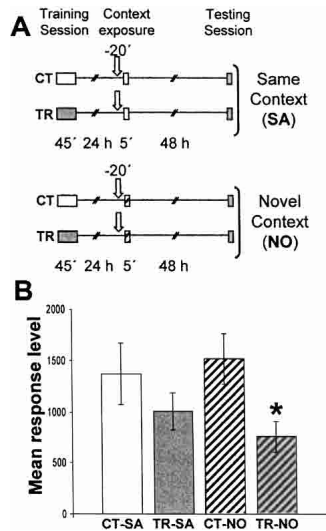 A
Training Session
Context exposure
Testing Session
-20´
CT
TR
45´ 24 h 5´ 48 h
Same Context (SA)
-20´
CT
TR
45´ 24 h 5´ 48 h
Novel Context (NO)
B
Mean response level
2000
1500
1000
500
0
*
CT-SA TR-SA CT-NO TR-NO